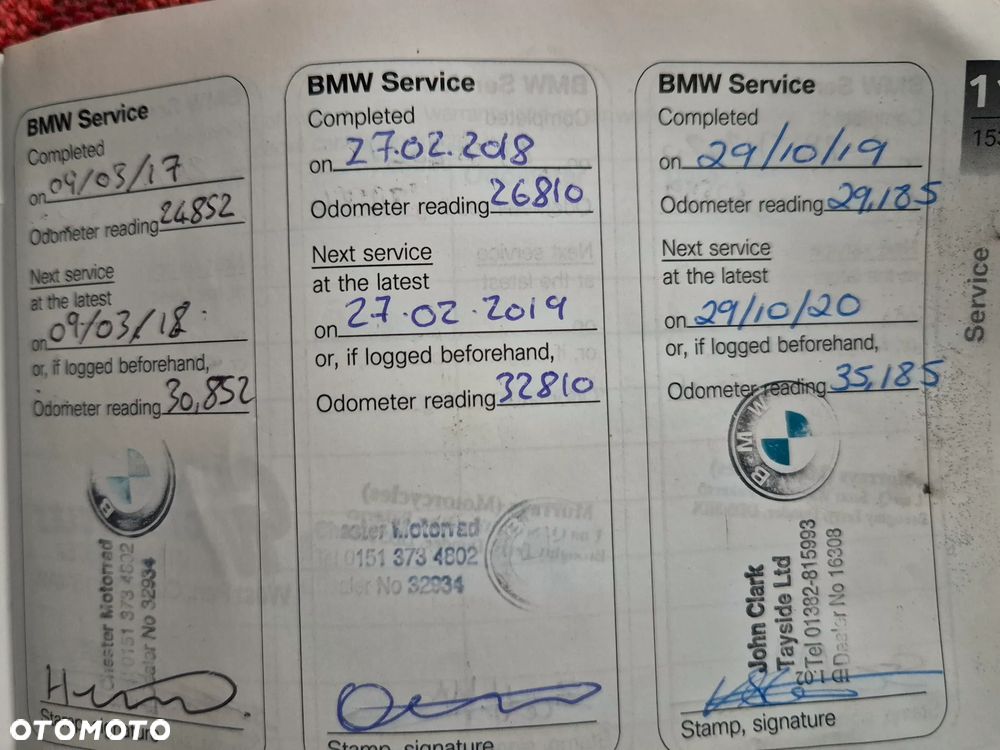 BMW Service
Completed
on 09/03/17
Odometer reading 24852
Next service
at the latest
on 09/03/18
or, if logged beforehand,
Odometer reading 30,852
Chester Motorrad
0151 373 4802
Dealer No 32934
Stamp, signature
BMW Service
Completed
on 27.02.2018
Odometer reading 26810
Next service
at the latest
on 27.02.2019
or, if logged beforehand,
Odometer reading 32810
Chester Motorrad
0151 373 4802
No 32934
Stamp, signature
BMW Service
Completed
on 29/10/19
Odometer reading 29,185
Next service
at the latest
on 29/10/20
or, if logged beforehand,
Odometer reading 35,185
BMW
John Clark
Tayside Ltd
Tel 01382-815993
Dealer No 16308
Stamp, signature
Service
OTOMOTO